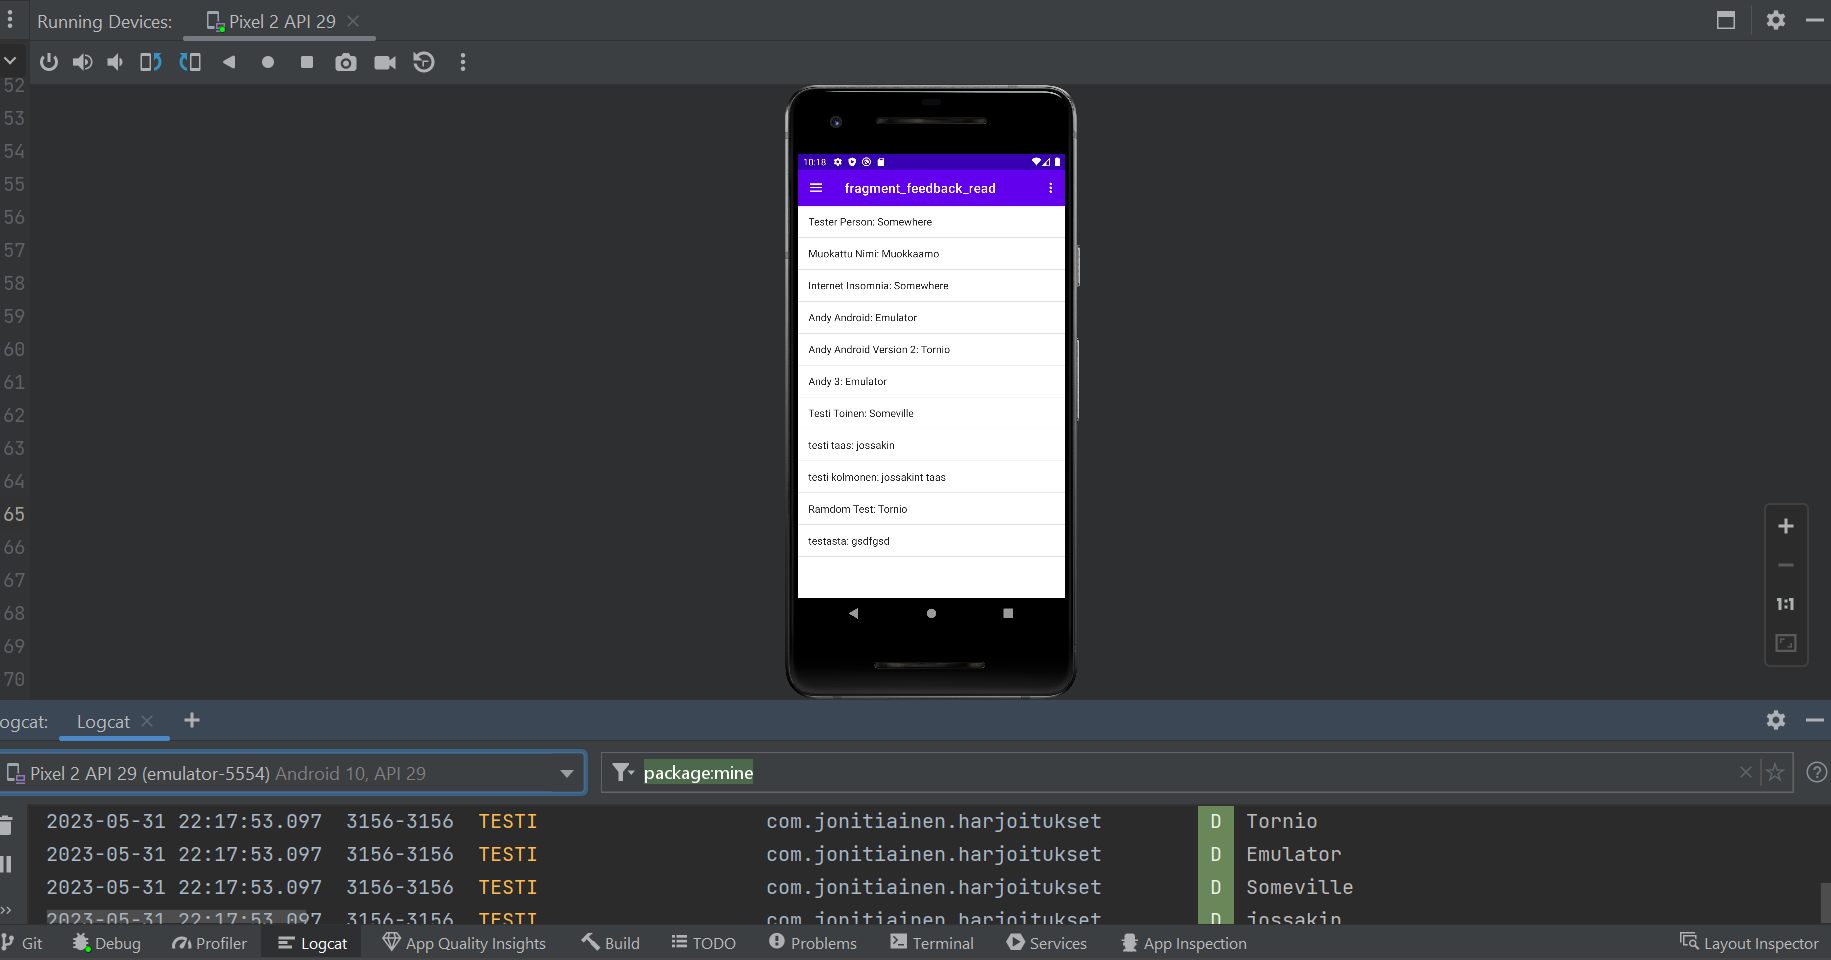 Running Devices: Pixel 2 API 29
52
53
54
55
56
57
58
59
60
61
62
63
64
65
66
67
68
69
70
10:18
fragment_feedback_read
Tester Person: Somewhere
Muokattu Nimi: Muokkaamo
Internet Insomnia: Somewhere
Andy Android: Emulator
Andy Android Version 2: Tornio
Andy 3: Emulator
Testi Toinen: Someville
testi taas: jossakin
testi kolmonen: jossakint taas
Ramdom Test: Tornio
testasta: gsdfgsd
1:1
ogcat: Logcat
Pixel 2 API 29 (emulator-5554) Android 10, API 29 package:mine
2023-05-31 22:17:53.097 3156-3156 TESTI com.jonitiainen.harjoitukset D Tornio
2023-05-31 22:17:53.097 3156-3156 TESTI com.jonitiainen.harjoitukset D Emulator
2023-05-31 22:17:53.097 3156-3156 TESTI com.jonitiainen.harjoitukset D Someville
2023-05-31 22:17:53.097 3156-3156 TESTI com.jonitiainen.harjoitukset D jossakin
Git Debug Profiler Logcat App Quality Insights Build TODO Problems Terminal Services App Inspection Layout Inspector